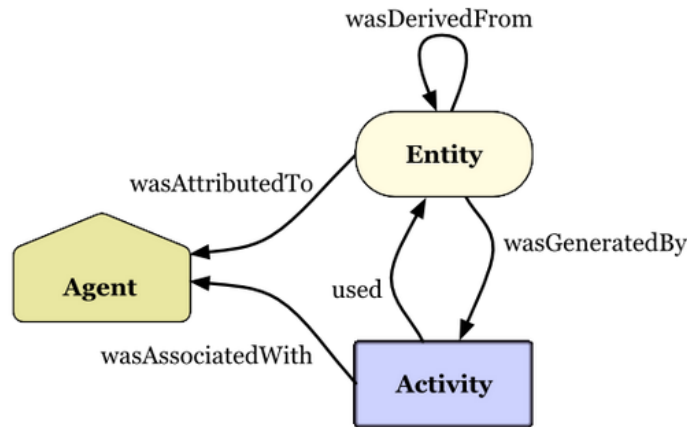 wasDerivedFrom
Entity
wasAttributedTo
wasGeneratedBy
Agent
used
wasAssociatedWith
Activity